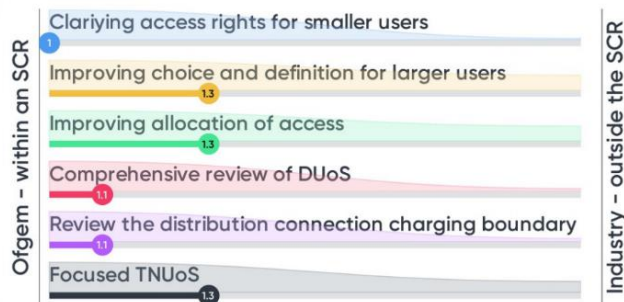 Ofgem - within an SCR
Clariying access rights for smaller users
1
Improving choice and definition for larger users
1.3
Improving allocation of access
1.3
Comprehensive review of DUoS
1.1
Review the distribution connection charging boundary
1.1
Focused TNUoS
1.3
Industry - outside the SCR